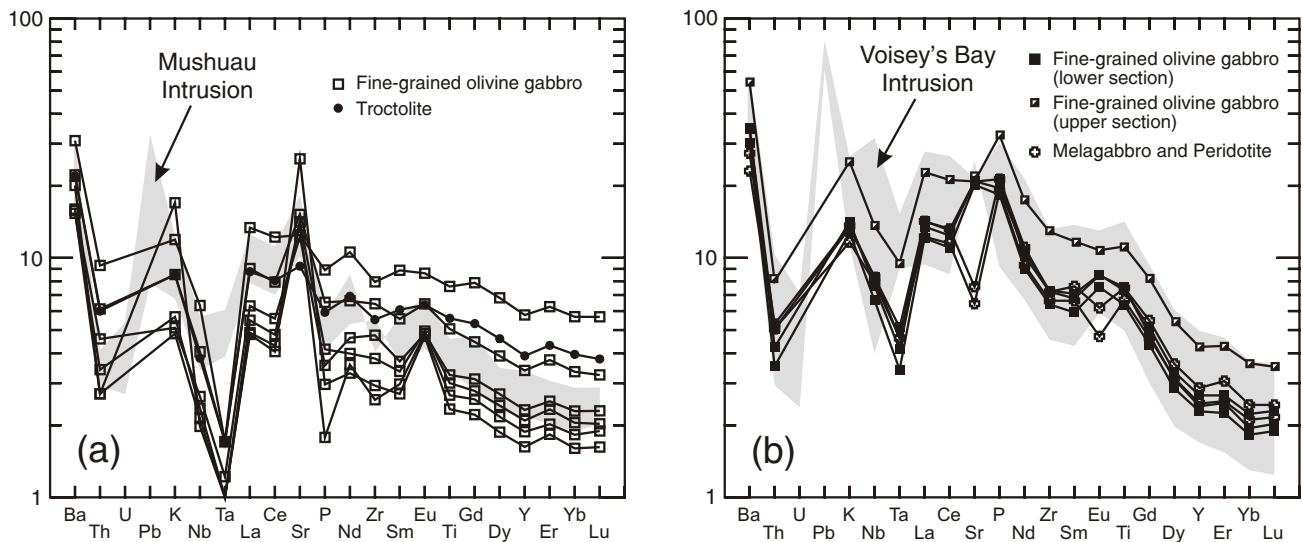 100
10
1
Mushuau
Intrusion
Fine-grained olivine gabbro
Troctolite
(a)
Ba Th U Pb K Nb Ta La Ce Sr P Nd Zr Sm Eu Ti Gd Dy Y Er Yb Lu
100
10
1
Voisey's Bay
Intrusion
Fine-grained olivine gabbro
(lower section)
Fine-grained olivine gabbro
(upper section)
Melagabbro and Peridotite
(b)
Ba Th U Pb K Nb Ta La Ce Sr P Nd Zr Sm Eu Ti Gd Dy Y Er Yb Lu